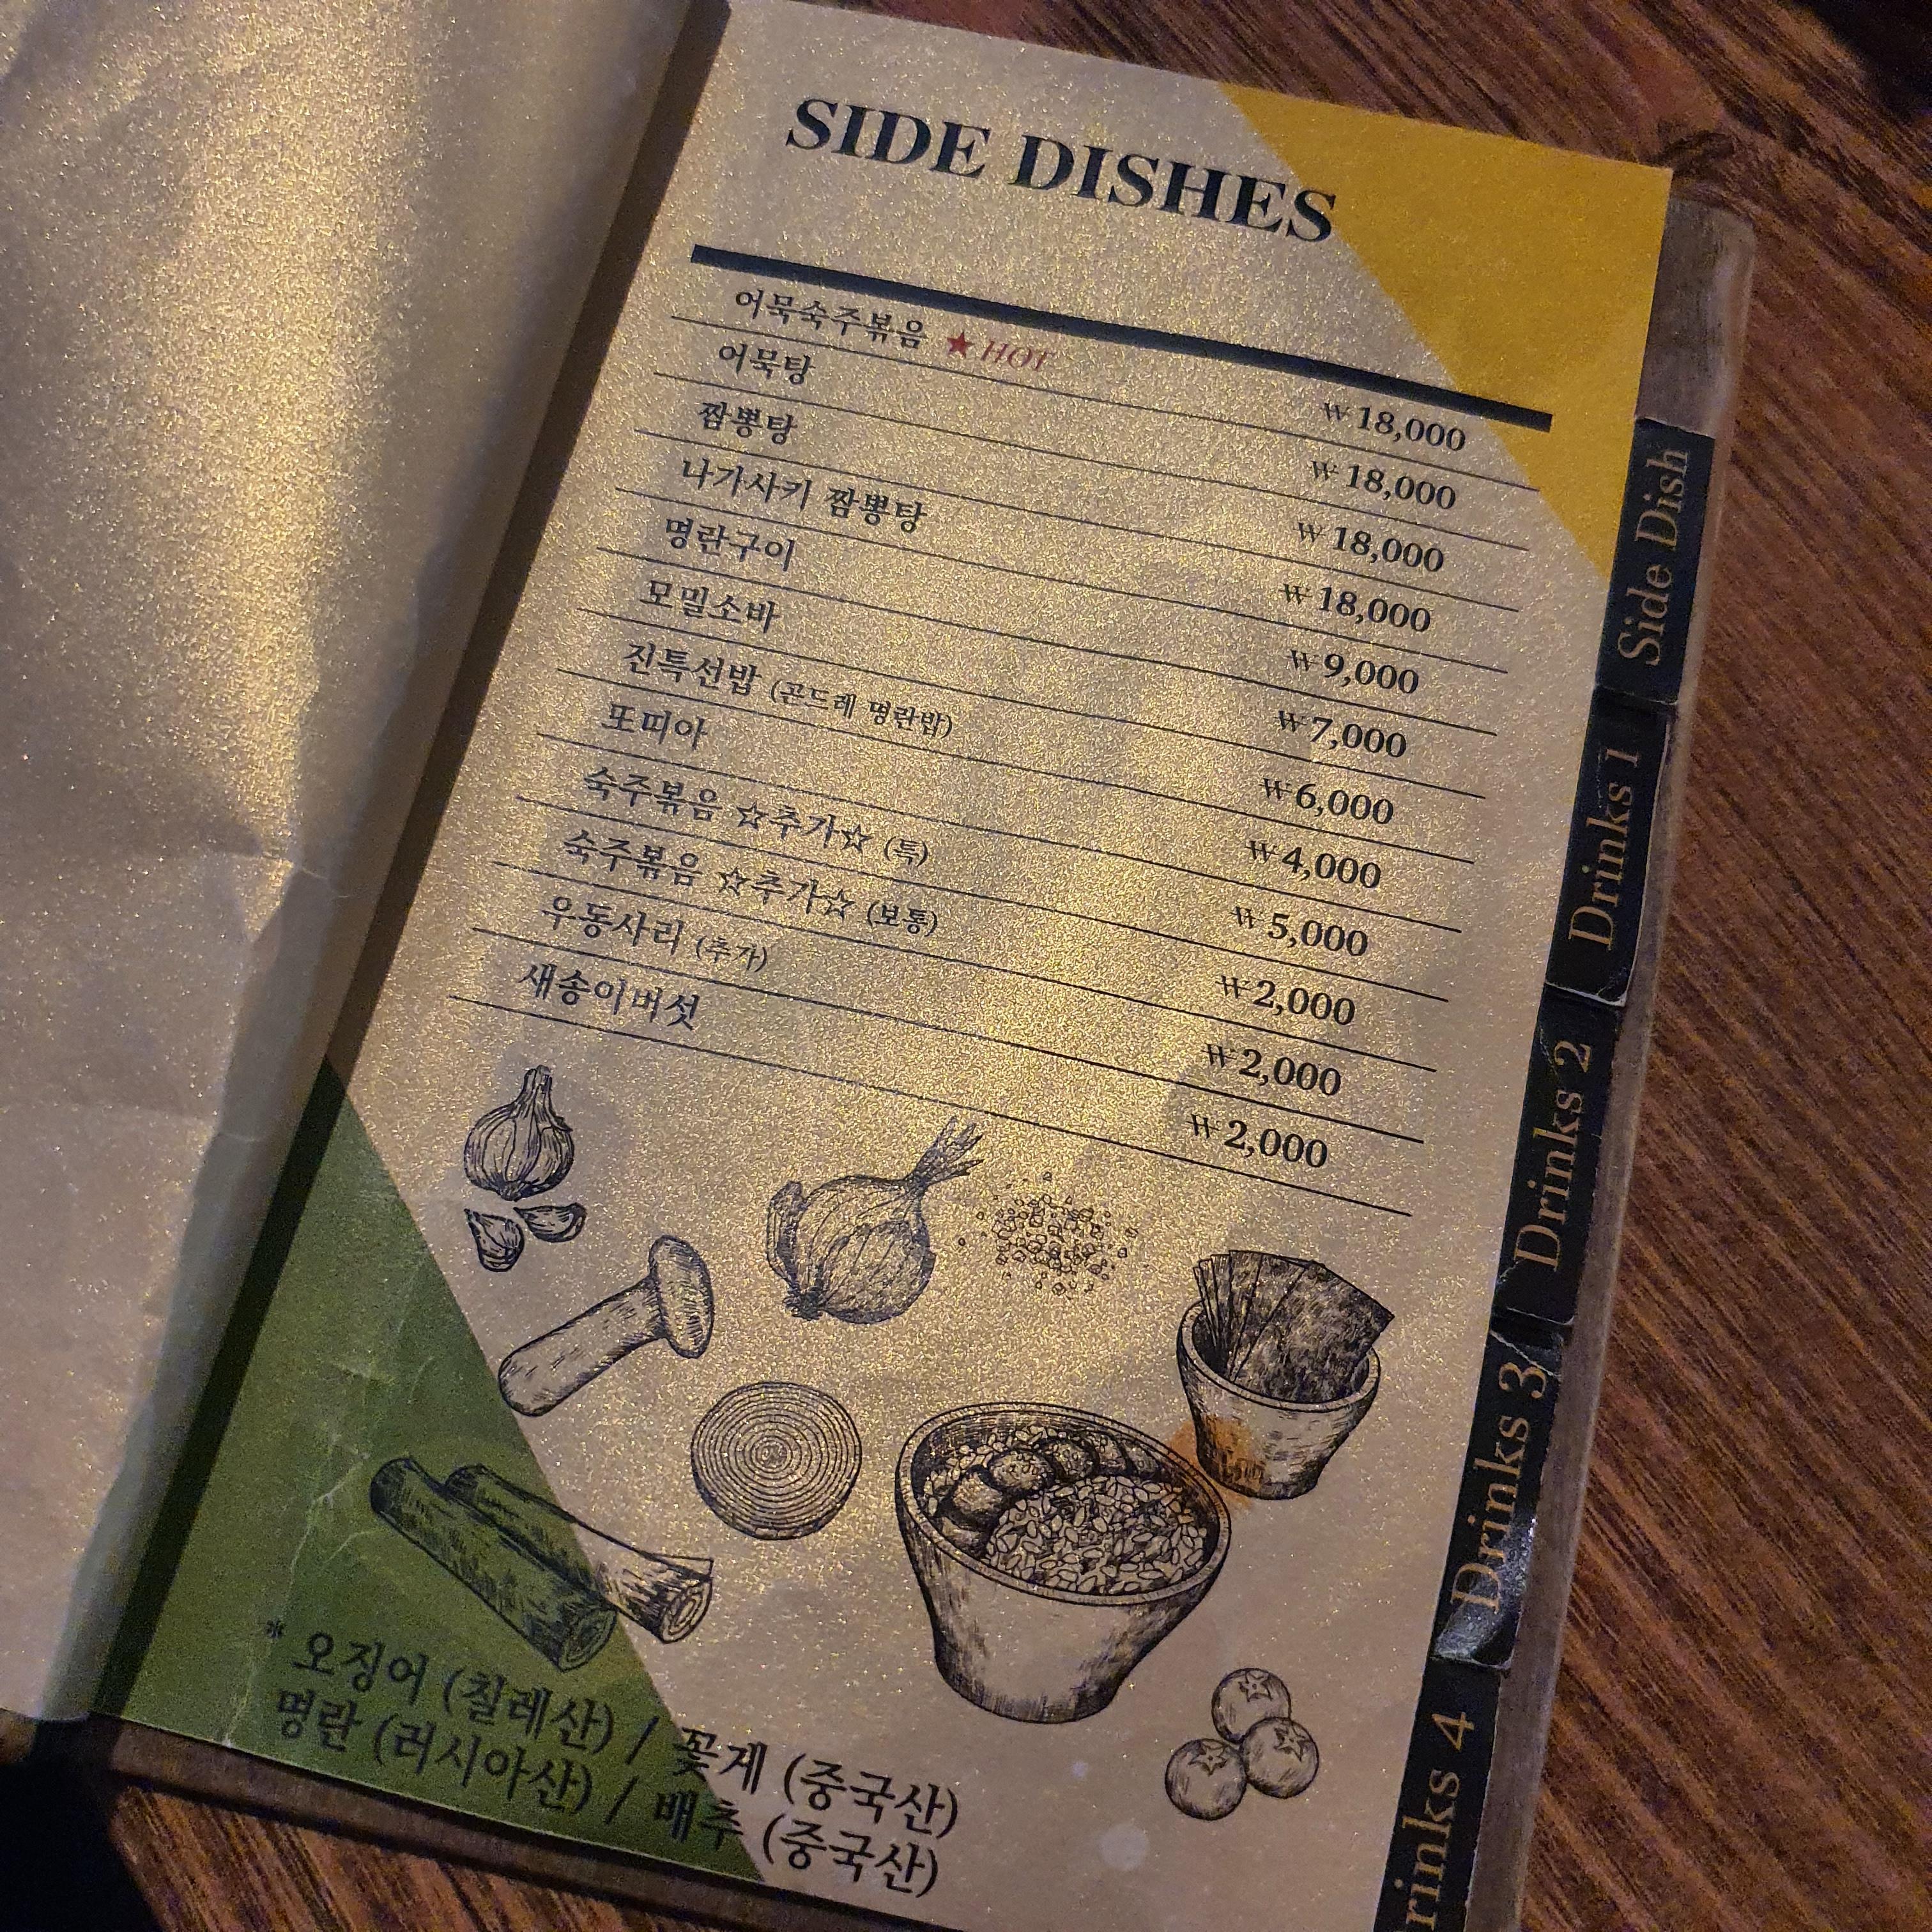 SIDE DISHES
어묵숙주볶음 ★HOT ₩18,000
어묵탕 ₩18,000
짬뽕탕 ₩18,000
나가사키 짬뽕탕 ₩18,000
명란구이 ₩9,000
모밀소바 ₩7,000
진특선밥 (곤드레 명란밥) ₩6,000
또띠아 ₩4,000
숙주볶음 ☆추가☆ (특) ₩5,000
숙주볶음 ☆추가☆ (보통) ₩2,000
우동사리 (추가) ₩2,000
새송이버섯 ₩2,000
* 오징어 (칠레산) / 꽃게 (중국산)
명란 (러시아산) / 배추 (중국산)
Side Dish
Drinks 1
Drinks 2
Drinks 3
rinks 4